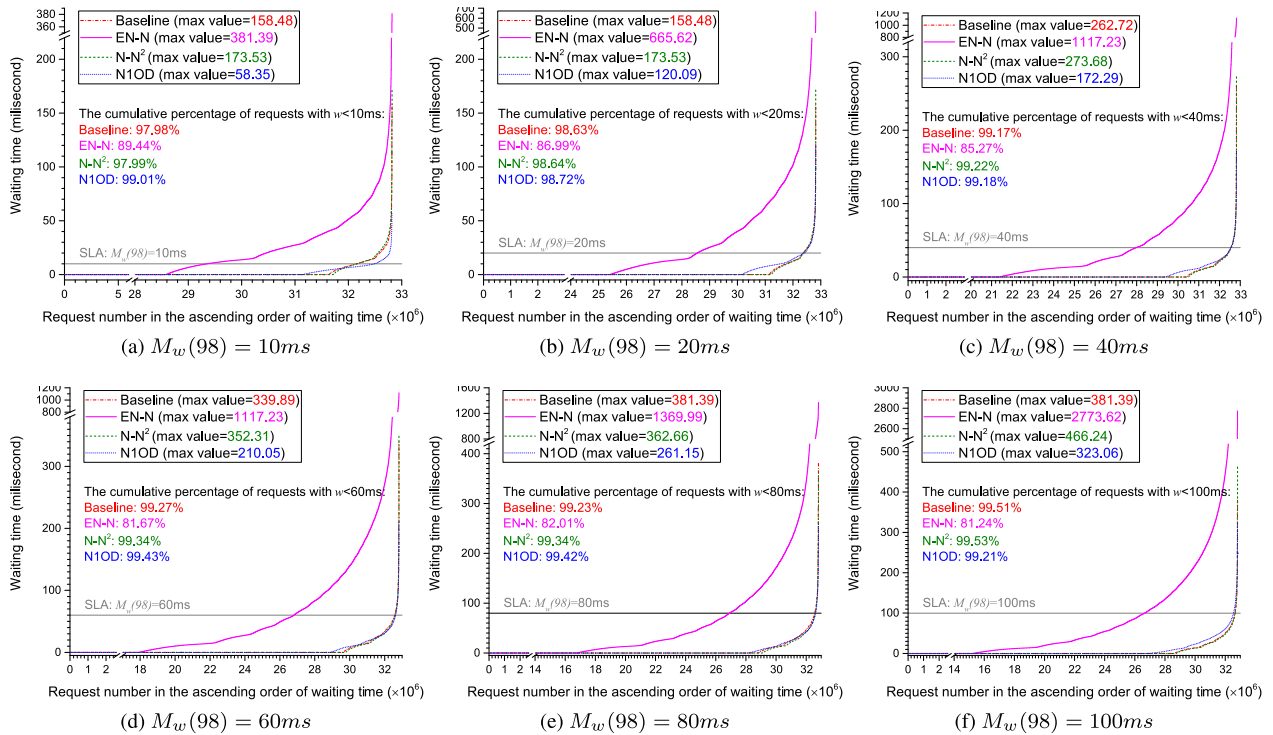 Baseline (max value=158.48)
EN-N (max value=381.39)
N-N² (max value=173.53)
N1OD (max value=58.35)
The cumulative percentage of requests with w<10ms:
Baseline: 97.98%
EN-N: 89.44%
N-N²: 97.99%
N1OD: 99.01%
SLA: M_w(98)=10ms
Waiting time (milisecond)
380
360
200
150
100
50
0
0 5 28 29 30 31 32 33
Request number in the ascending order of waiting time (×10⁶)
(a) M_w(98) = 10ms
Baseline (max value=158.48)
EN-N (max value=665.62)
N-N² (max value=173.53)
N1OD (max value=120.09)
The cumulative percentage of requests with w<20ms:
Baseline: 98.63%
EN-N: 86.99%
N-N²: 98.64%
N1OD: 98.72%
SLA: M_w(98)=20ms
Waiting time (milisecond)
700
600
500
400
200
150
100
50
0
0 1 2 24 25 26 27 28 29 30 31 32 33
Request number in the ascending order of waiting time (×10⁶)
(b) M_w(98) = 20ms
Baseline (max value=262.72)
EN-N (max value=1117.23)
N-N² (max value=273.68)
N1OD (max value=172.29)
The cumulative percentage of requests with w<40ms:
Baseline: 99.17%
EN-N: 85.27%
N-N²: 99.22%
N1OD: 99.18%
SLA: M_w(98)=40ms
Waiting time (milisecond)
1200
1000
800
300
200
100
0
0 1 2 20 21 22 23 24 25 26 27 28 29 30 31 32 33
Request number in the ascending order of waiting time (×10⁶)
(c) M_w(98) = 40ms
Baseline (max value=339.89)
EN-N (max value=1117.23)
N-N² (max value=352.31)
N1OD (max value=210.05)
The cumulative percentage of requests with w<60ms:
Baseline: 99.27%
EN-N: 81.67%
N-N²: 99.34%
N1OD: 99.43%
SLA: M_w(98)=60ms
Waiting time (milisecond)
1200
1000
800
300
200
100
0
0 1 2 18 20 22 24 26 28 30 32
Request number in the ascending order of waiting time (×10⁶)
(d) M_w(98) = 60ms
Baseline (max value=381.39)
EN-N (max value=1369.99)
N-N² (max value=362.66)
N1OD (max value=261.15)
The cumulative percentage of requests with w<80ms:
Baseline: 99.23%
EN-N: 82.01%
N-N²: 99.34%
N1OD: 99.42%
SLA: M_w(98)=80ms
Waiting time (milisecond)
1600
1400
1200
1000
800
400
300
200
100
0
0 1 2 14 16 18 20 22 24 26 28 30 32
Request number in the ascending order of waiting time (×10⁶)
(e) M_w(98) = 80ms
Baseline (max value=381.39)
EN-N (max value=2773.62)
N-N² (max value=466.24)
N1OD (max value=323.06)
The cumulative percentage of requests with w<100ms:
Baseline: 99.51%
EN-N: 81.24%
N-N²: 99.53%
N1OD: 99.21%
SLA: M_w(98)=100ms
Waiting time (milisecond)
3000
2800
2600
2500
500
400
300
200
100
0
0 1 2 14 16 18 20 22 24 26 28 30 32
Request number in the ascending order of waiting time (×10⁶)
(f) M_w(98) = 100ms